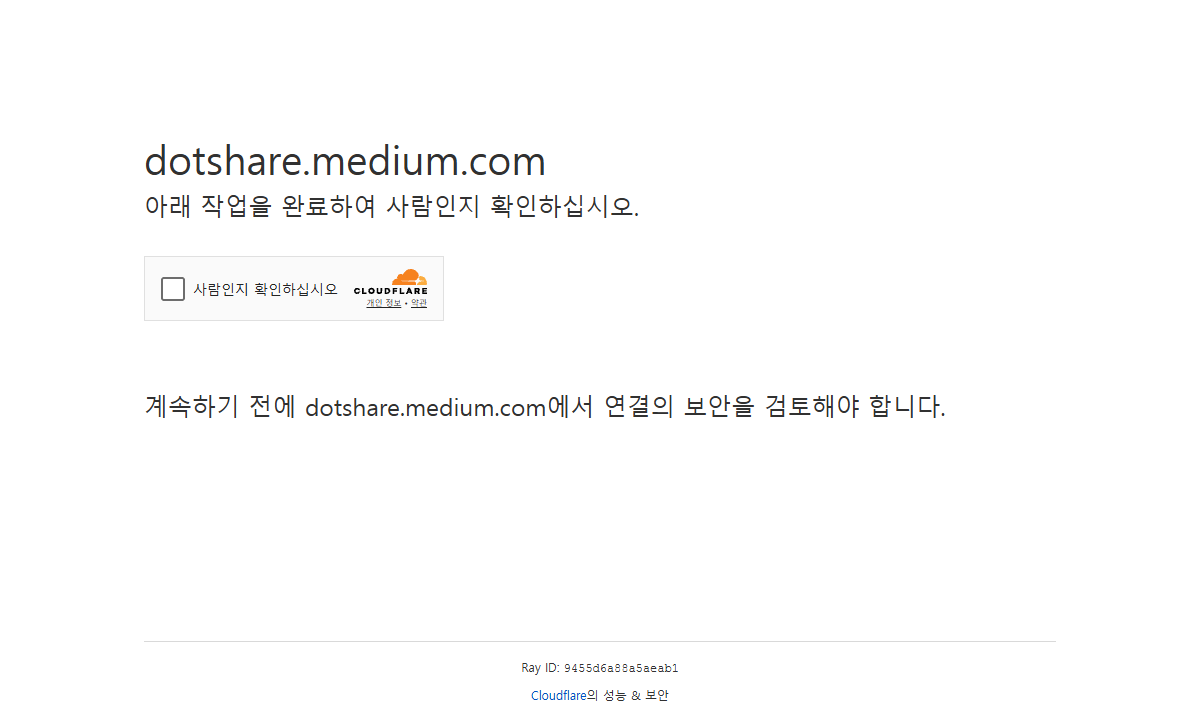 dotshare.medium.com
아래 작업을 완료하여 사람인지 확인하십시오.
사람인지 확인하십시오
CLOUDFLARE
개인 정보 • 약관
계속하기 전에 dotshare.medium.com에서 연결의 보안을 검토해야 합니다.
Ray ID: 9455d6a88a5aeab1
Cloudflare의 성능 & 보안